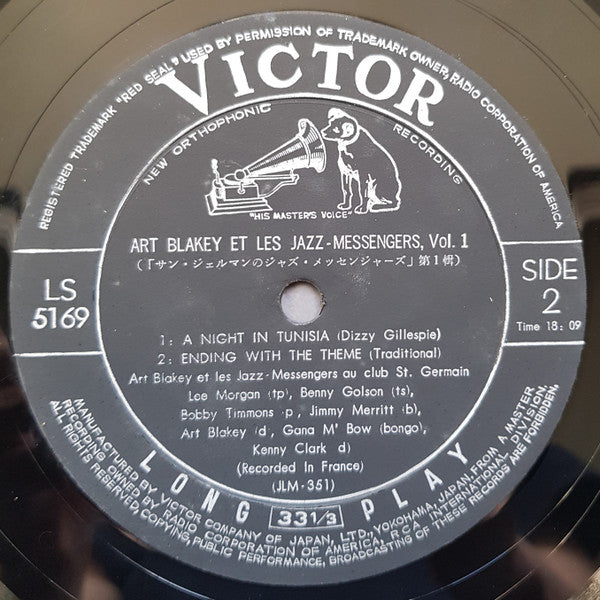 REGISTERED TRADEMARK "RED SEAL" USED BY PERMISSION OF TRADEMARK OWNER, RADIO CORPORATION OF AMERICA
VICTOR
NEW ORTHOPHONIC RECORDING
"HIS MASTER'S VOICE"
ART BLAKEY ET LES JAZZ-MESSENGERS, Vol. 1
(「サン・ジェルマンのジャズ・メッセンジャーズ」第1輯)
LS
5169
SIDE
2
Time 18:09
1: A NIGHT IN TUNISIA (Dizzy Gillespie)
2: ENDING WITH THE THEME (Traditional)
Art Blakey et les Jazz-Messengers au club St. Germain
Lee Morgan (tp), Benny Golson (ts),
Bobby Timmons p, Jimmy Merritt (b),
Art Blakey (d, Gana M' Bow (bongo),
Kenny Clark d)
(Recorded In France)
(JLM-351)
LONG 33 1/3 PLAY
MANUFACTURED BY VICTOR COMPANY OF JAPAN, LTD., YOKOHAMA, JAPAN, FROM A MASTER
RECORDING OWNED BY RADIO CORPORATION OF AMERICA, RCA INTERNATIONAL DIVISION.
ALL RIGHTS RESERVED, COPYING, PUBLIC PERFORMANCE, BROADCASTING OF THESE RECORDS ARE FORBIDDEN.